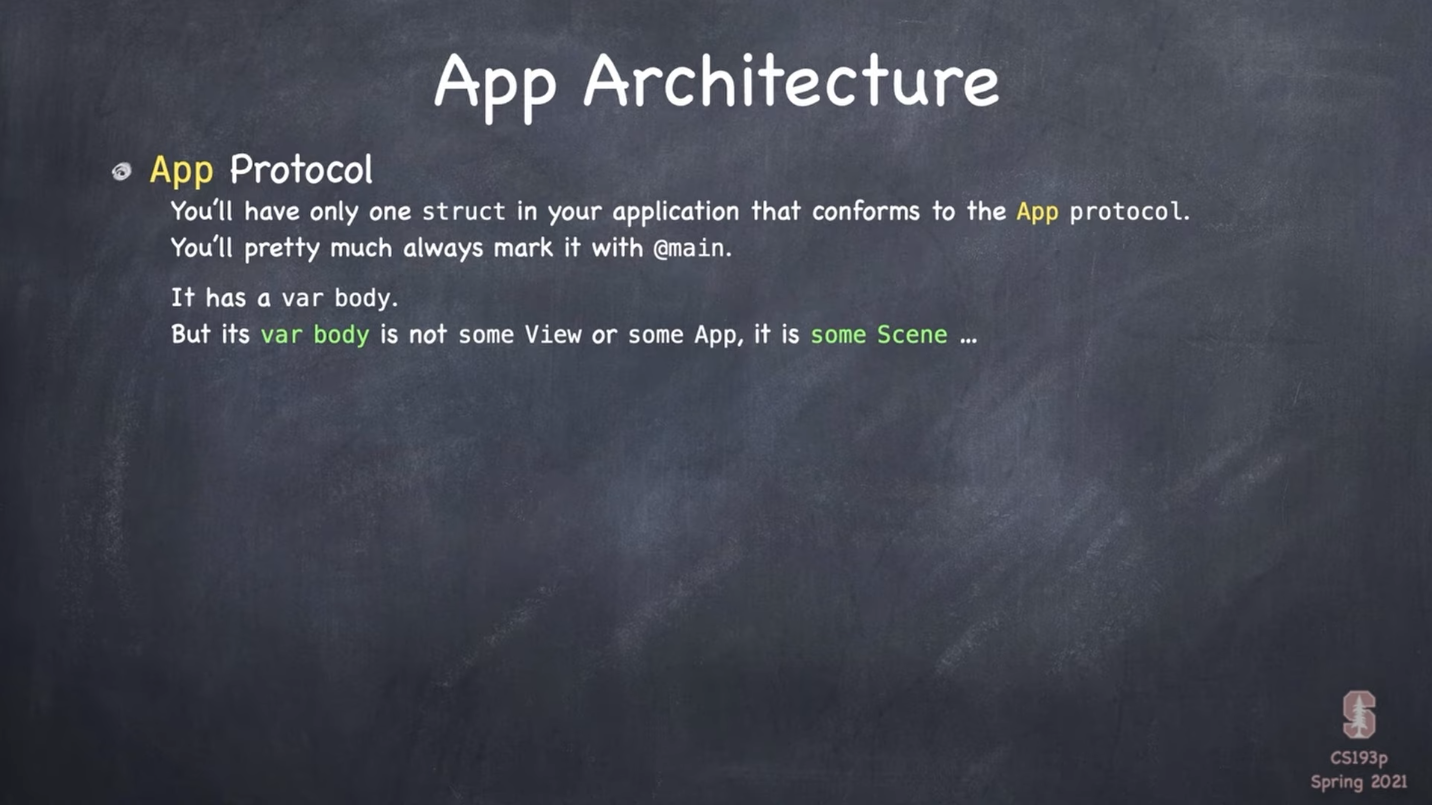 App Architecture
App Protocol
You'll have only one struct in your application that conforms to the App protocol.
You'll pretty much always mark it with @main.
It has a var body.
But its var body is not some View or some App, it is some Scene ...
S
CS193p
Spring 2021